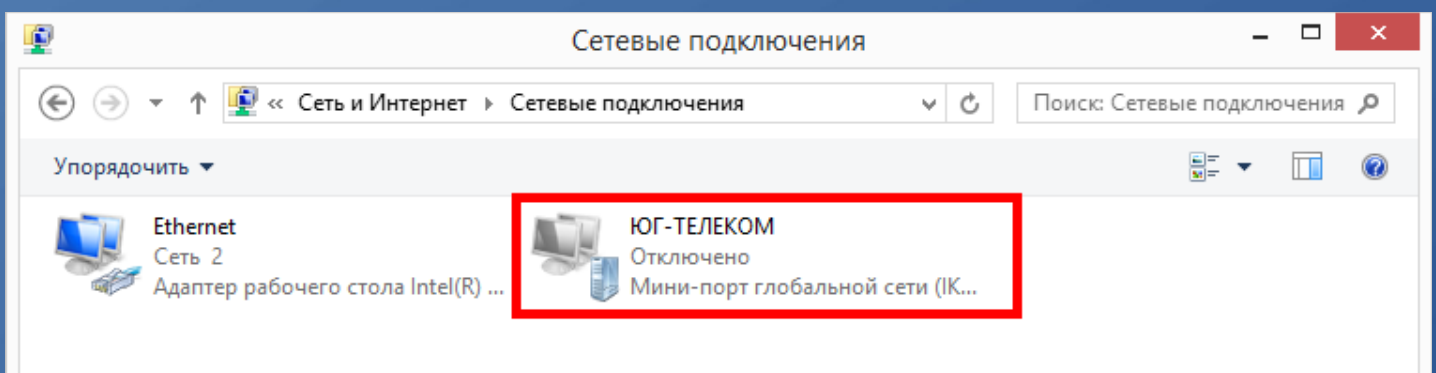 Сетевые подключения
« Сеть и Интернет Сетевые подключения Поиск: Сетевые подключения
Упорядочить
Ethernet
Сеть 2
Адаптер рабочего стола Intel(R) ...
ЮГ-ТЕЛЕКОМ
Отключено
Мини-порт глобальной сети (IK...